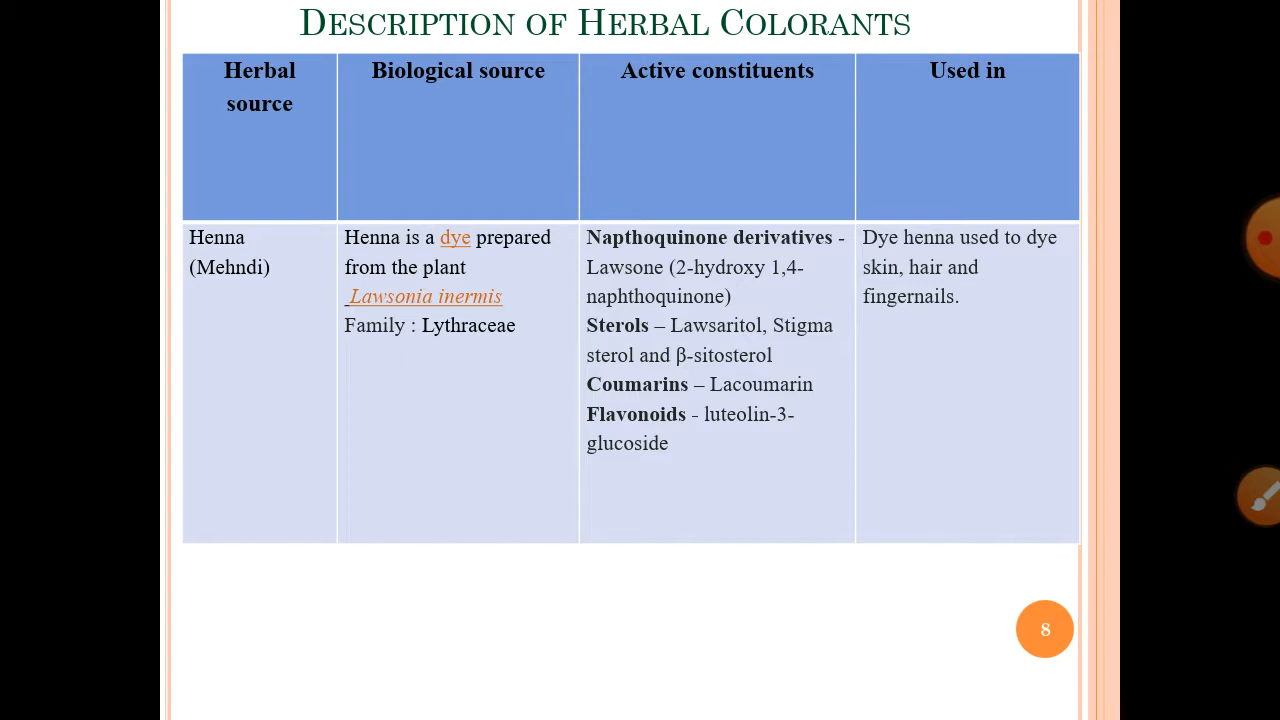 DESCRIPTION OF HERBAL COLORANTS
Herbal
source
Biological source
Active constituents
Used in
Henna
(Mehndi)
Henna is a dye prepared
from the plant
Lawsonia inermis
Family : Lythraceae
Napthoquinone derivatives -
Lawsone (2-hydroxy 1,4-
naphthoquinone)
Sterols – Lawsaritol, Stigma
sterol and β-sitosterol
Coumarins – Lacoumarin
Flavonoids - luteolin-3-
glucoside
Dye henna used to dye
skin, hair and
fingernails.
8